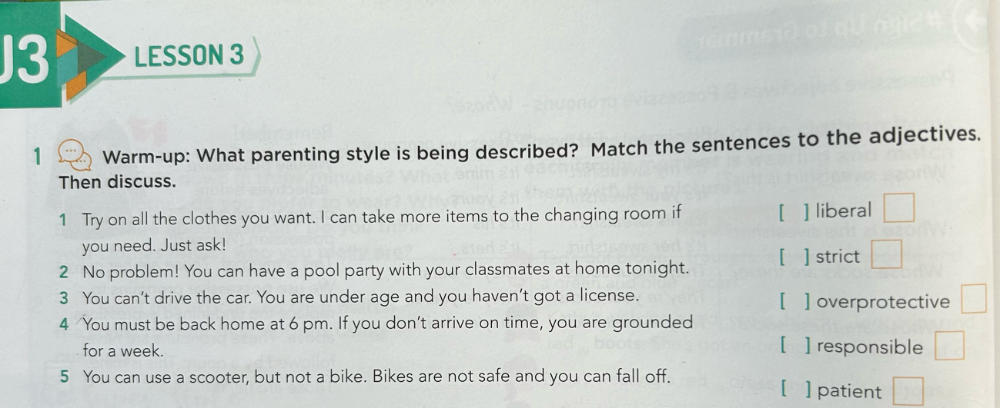 U3
LESSON 3
1 Warm-up: What parenting style is being described? Match the sentences to the adjectives.
Then discuss.
1 Try on all the clothes you want. I can take more items to the changing room if
you need. Just ask!
2 No problem! You can have a pool party with your classmates at home tonight.
3 You can't drive the car. You are under age and you haven't got a license.
4 You must be back home at 6 pm. If you don't arrive on time, you are grounded
for a week.
5 You can use a scooter, but not a bike. Bikes are not safe and you can fall off.
[ ] liberal
[ ] strict
[ ] overprotective
[ ] responsible
[ ] patient